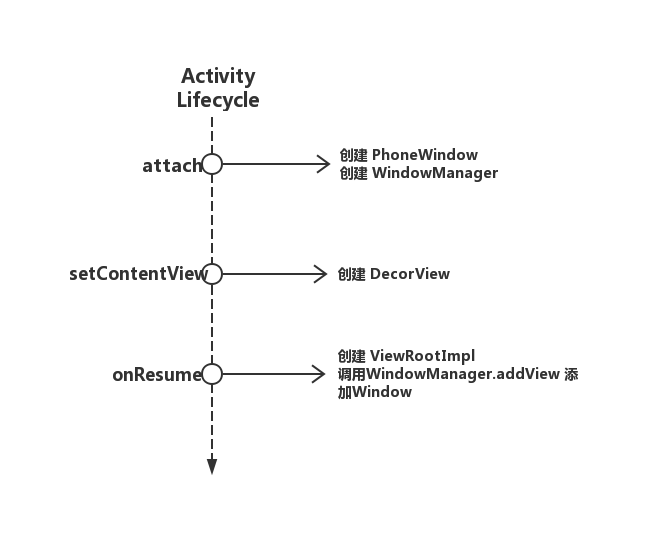 Activity
Lifecycle
attach
创建 PhoneWindow
创建 WindowManager
setContentView
创建 DecorView
onResume
创建 ViewRootImpl
调用WindowManager.addView 添
加Window